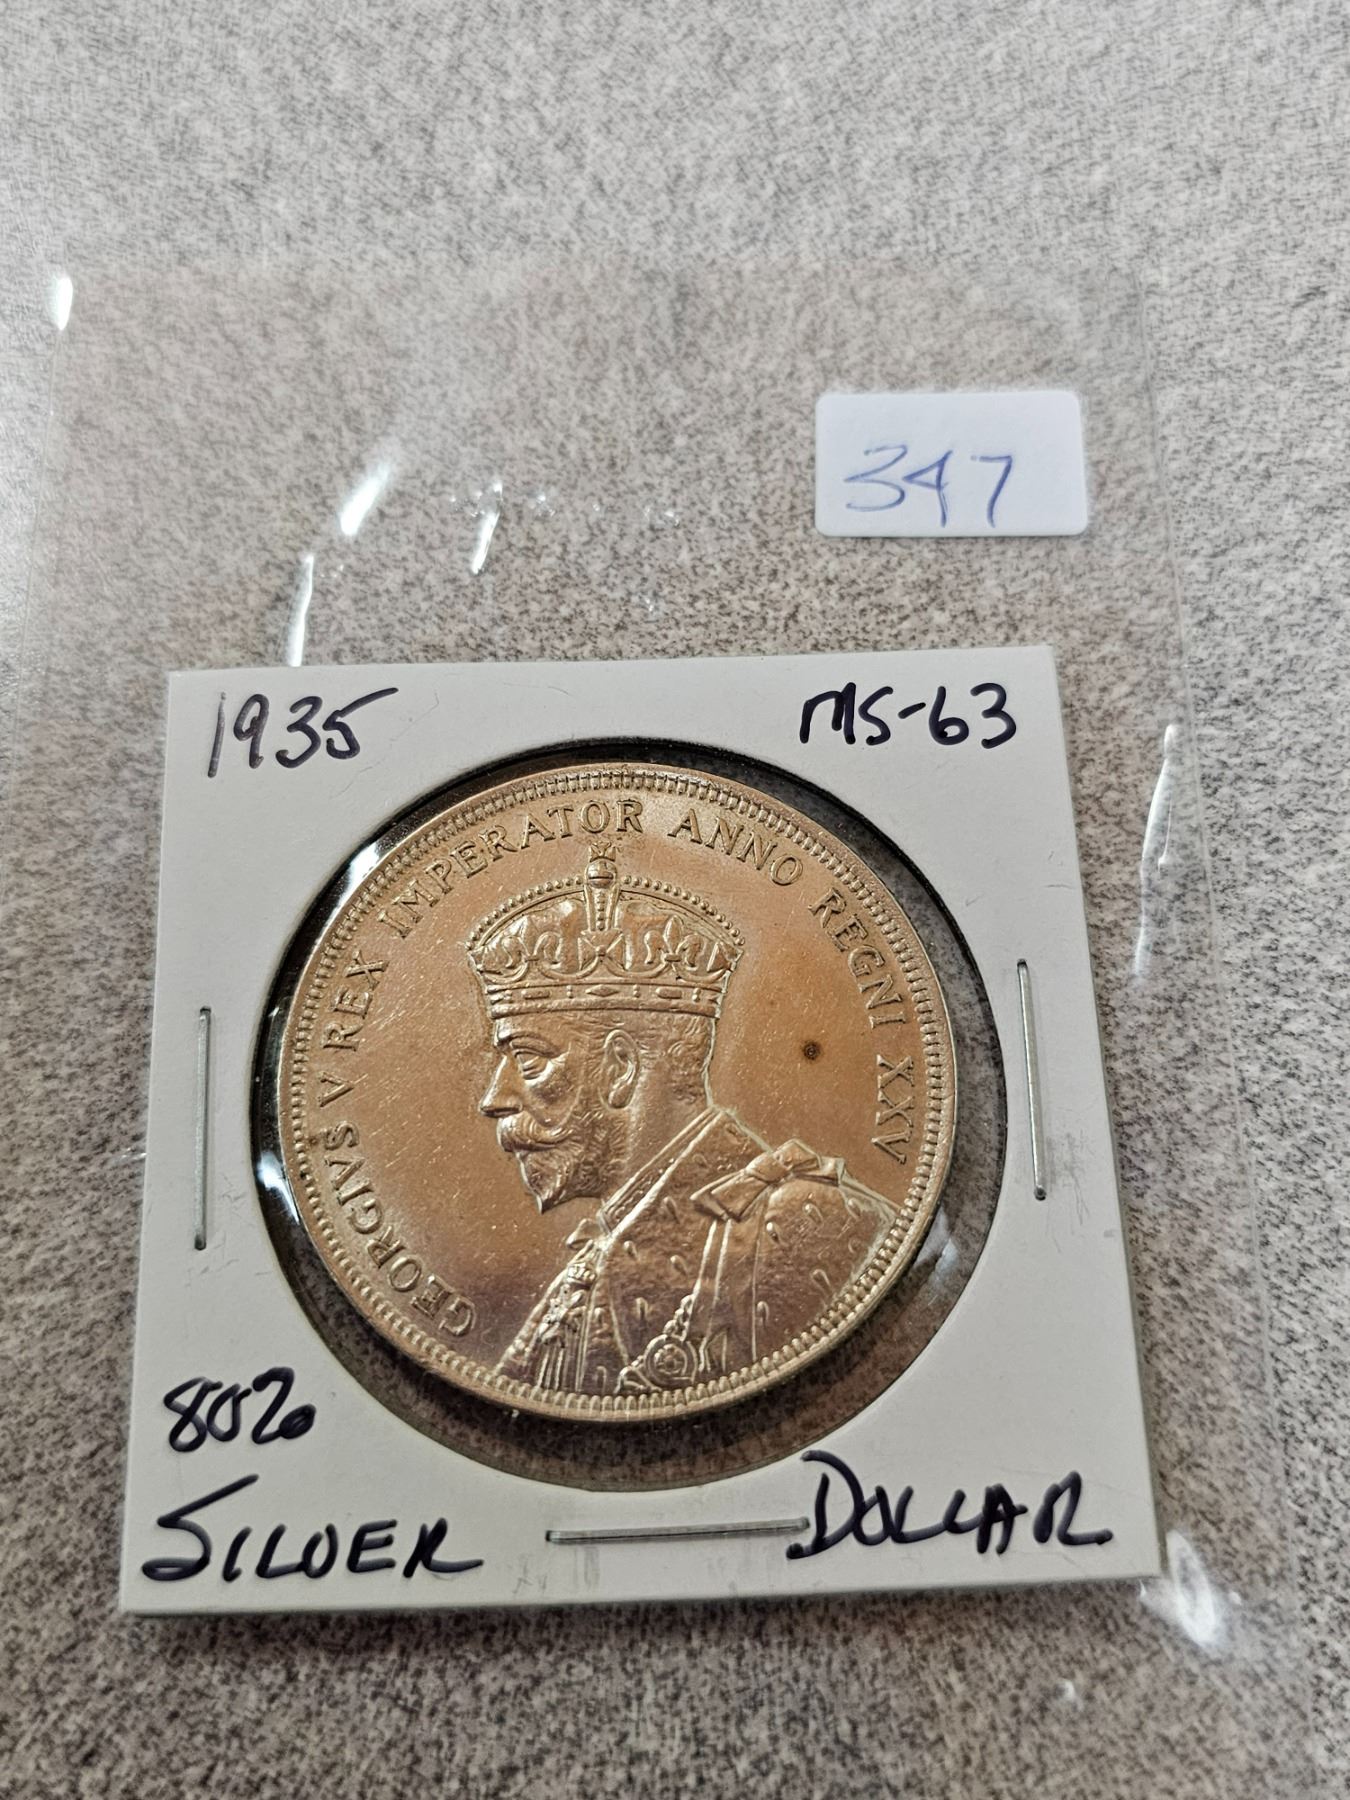 347
1935
MS-63
GEORGIVS V REX IMPERATOR ANNO REGNI XXV
80%
SILVER
DOLLAR